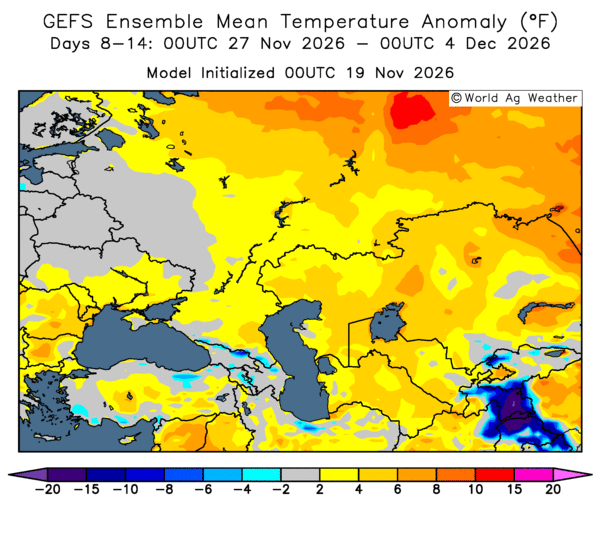 GEFS Ensemble Mean Temperature Anomaly (°F)
Days 8−14: 00UTC 27 Nov 2026 − 00UTC 4 Dec 2026
Model Initialized 00UTC 19 Nov 2026
© World Ag Weather
−20 −15 −10 −8 −6 −4 −2 2 4 6 8 10 15 20